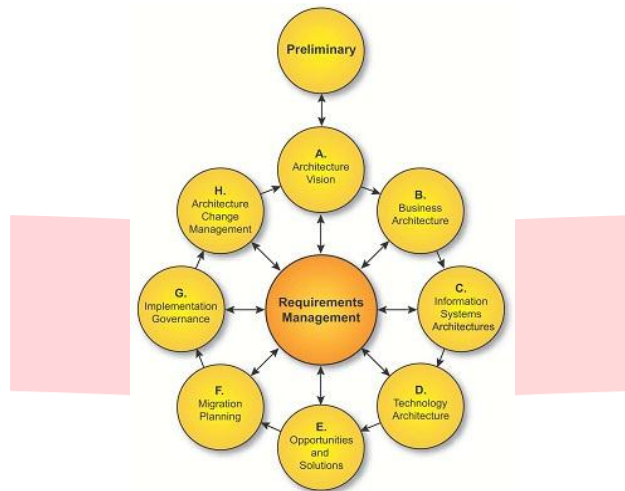 Preliminary
A.
Architecture
Vision
B.
Business
Architecture
C.
Information
Systems
Architectures
D.
Technology
Architecture
E.
Opportunities
and
Solutions
F.
Migration
Planning
G.
Implementation
Governance
H.
Architecture
Change
Management
Requirements
Management